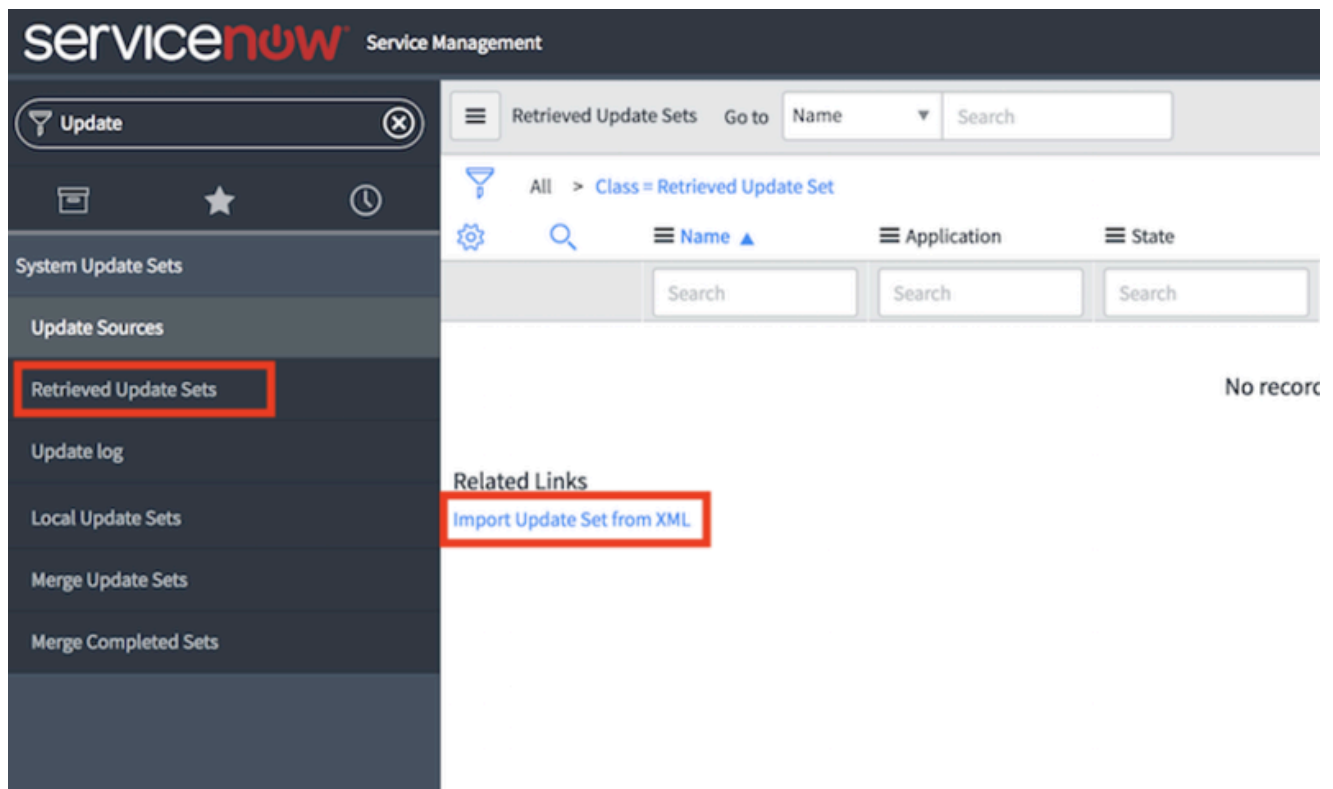 servicenow Service Management
Update
Retrieved Update Sets Go to Name Search
All > Class = Retrieved Update Set
Name Application State
Search Search Search
System Update Sets
Update Sources
Retrieved Update Sets
Update log
Local Update Sets
Merge Update Sets
Merge Completed Sets
No record
Related Links
Import Update Set from XML